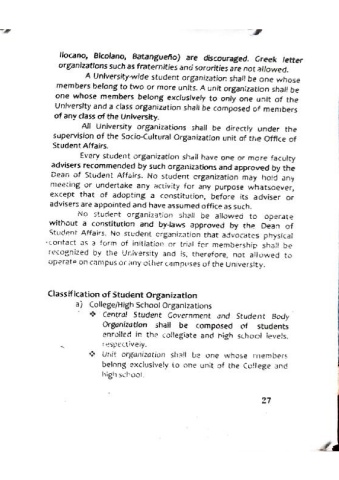 Ilocano, Bicolano, Batangueño) are discouraged. Greek letter
organizations such as fraternities and sororities are not allowed.
A University-wide student organization shall be one whose
members belong to two or more units. A unit organization shall be
one whose members belong exclusively to only one unit of the
University and a class organization shall be composed of members
of any class of the University.
All University organizations shall be directly under the
supervision of the Socio-Cultural Organization unit of the Office of
Student Affairs.
Every student organization shall have one or more faculty
advisers recommended by such organizations and approved by the
Dean of Student Affairs. No student organization may hold any
meeting or undertake any activity for any purpose whatsoever,
except that of adopting a constitution, before its adviser or
advisers are appointed and have assumed office as such.
No student organization shall be allowed to operate
without a constitution and by-laws approved by the Dean of
Student Affairs. No student organization that advocates physical
contact as a form of initiation or trial for membership shall be
recognized by the University and is, therefore, not allowed to
operate on campus or any other campuses of the University.
Classification of Student Organization
a) College/High School Organizations
❖ Central Student Government and Student Body
Organization shall be composed of students
enrolled in the collegiate and high school levels,
respectively.
❖ Unit organization shall be one whose members
belong exclusively to one unit of the College and
high school.
27